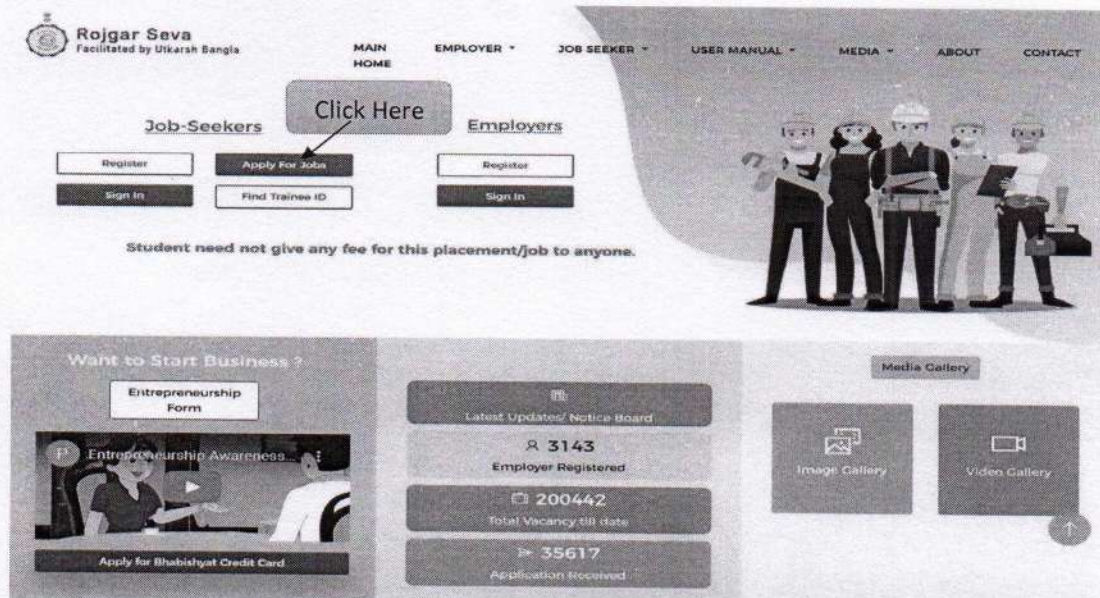 Rojgar Seva
Facilitated by Utkarsh Bangla
MAIN HOME
EMPLOYER
JOB SEEKER
USER MANUAL
MEDIA
ABOUT
CONTACT
Click Here
Job-Seekers
Register
Apply For Jobs
Sign In
Find Trainee ID
Employers
Register
Sign In
Student need not give any fee for this placement/job to anyone.
Want to Start Business ?
Entrepreneurship
Form
Entrepreneurship Awareness...
Apply for Bhabishyat Credit Card
Latest Updates/ Notice Board
3143
Employer Registered
200442
Total Vacancy till date
35617
Application Received
Media Gallery
Image Gallery
Video Gallery